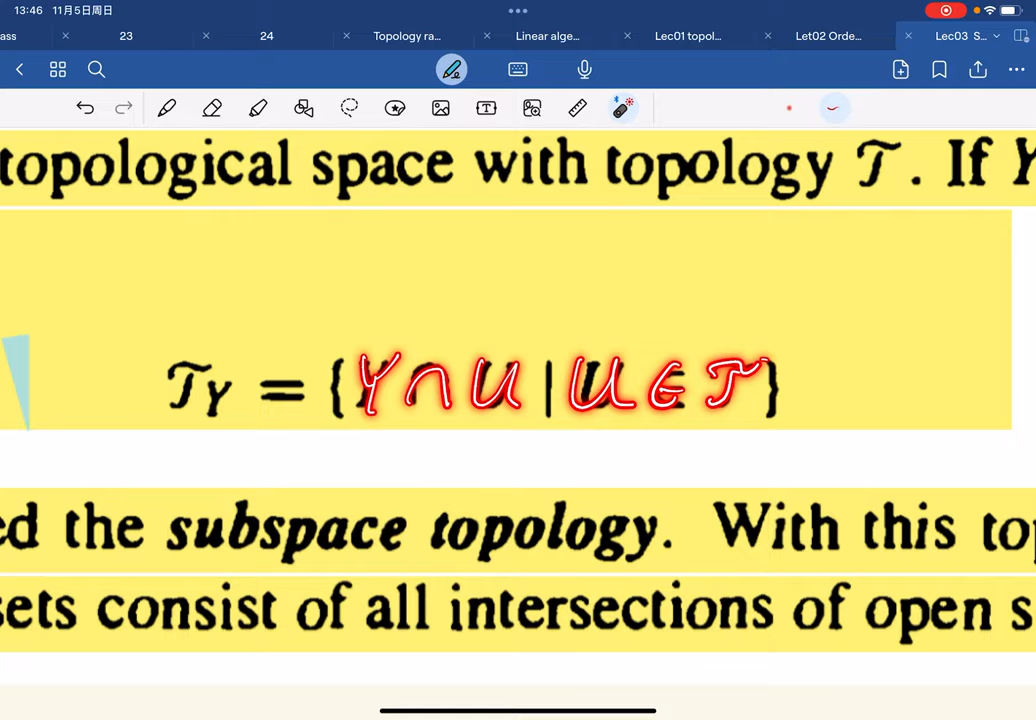 13:46 11月5日周日
ass 23 24 Topology ra... Linear alge... Lec01 topol... Let02 Orde... Lec03 S...
topological space with topology 𝒯. If Y
𝒯Y = {Y ∩ U | U ∈ 𝒯}
ed the subspace topology. With this top
sets consist of all intersections of open s